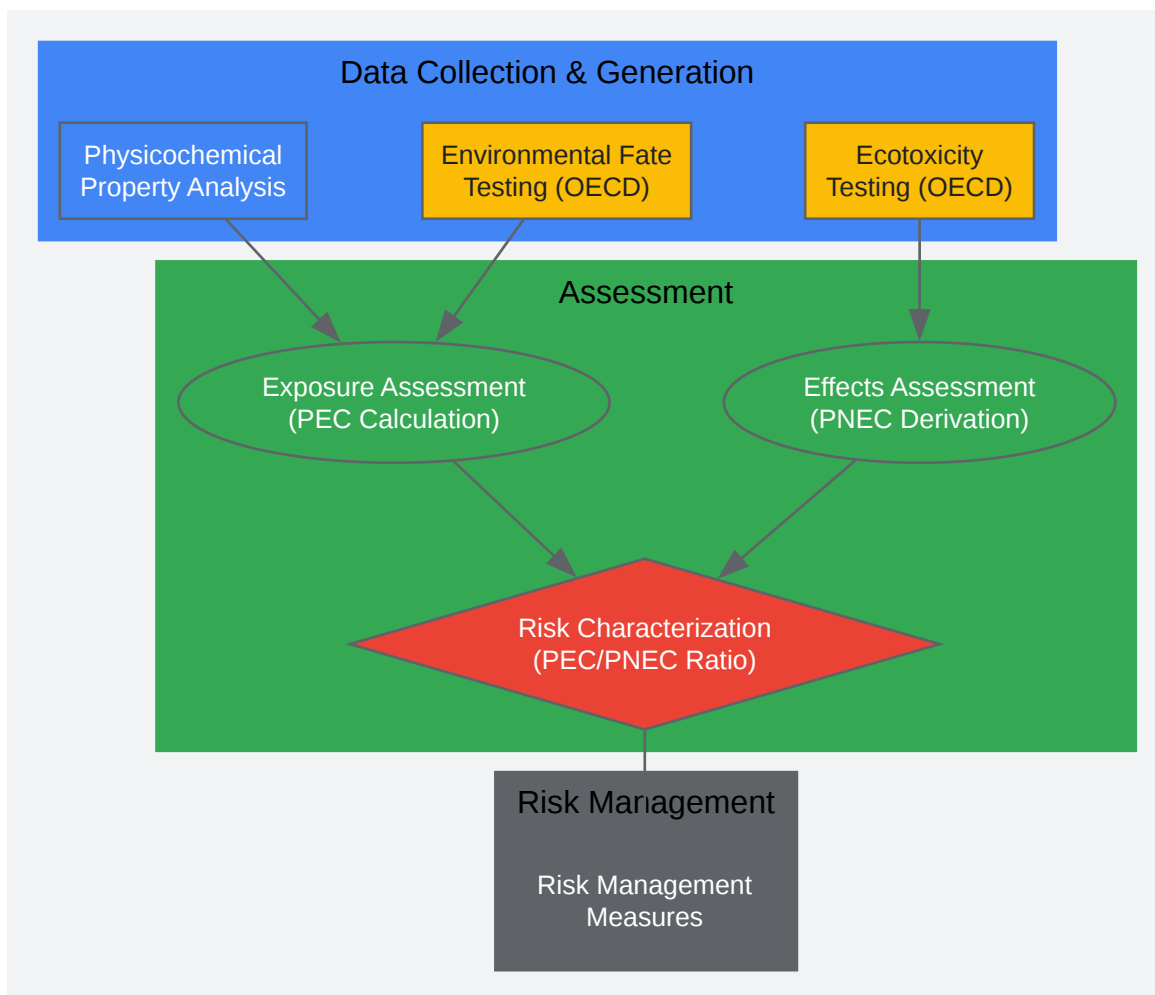 Data Collection & Generation
Physicochemical
Property Analysis
Environmental Fate
Testing (OECD)
Ecotoxicity
Testing (OECD)
Assessment
Exposure Assessment
(PEC Calculation)
Effects Assessment
(PNEC Derivation)
Risk Characterization
(PEC/PNEC Ratio)
Risk Management
Risk Management
Measures